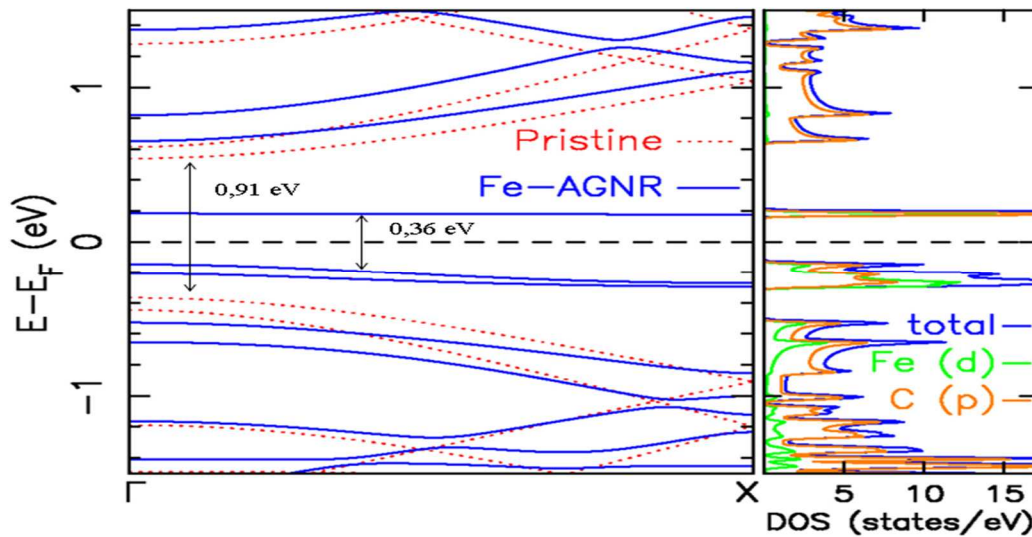 E−E_F (eV)
1
0
−1
Pristine
0,91 eV
Fe−AGNR
0,36 eV
total
Fe (d)
C (p)
Γ
X
5
10
15
DOS (states/eV)